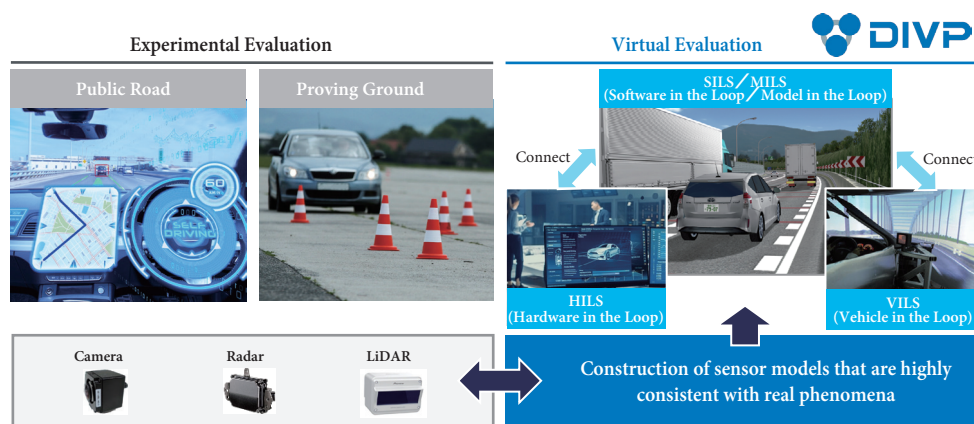 Experimental Evaluation
Virtual Evaluation
DIVP
Public Road
Proving Ground
SILS／MILS
(Software in the Loop／Model in the Loop)
Connect
Connect
60
SELF
DRIVING
HILS
(Hardware in the Loop)
VILS
(Vehicle in the Loop)
Camera
Radar
LiDAR
Construction of sensor models that are highly
consistent with real phenomena